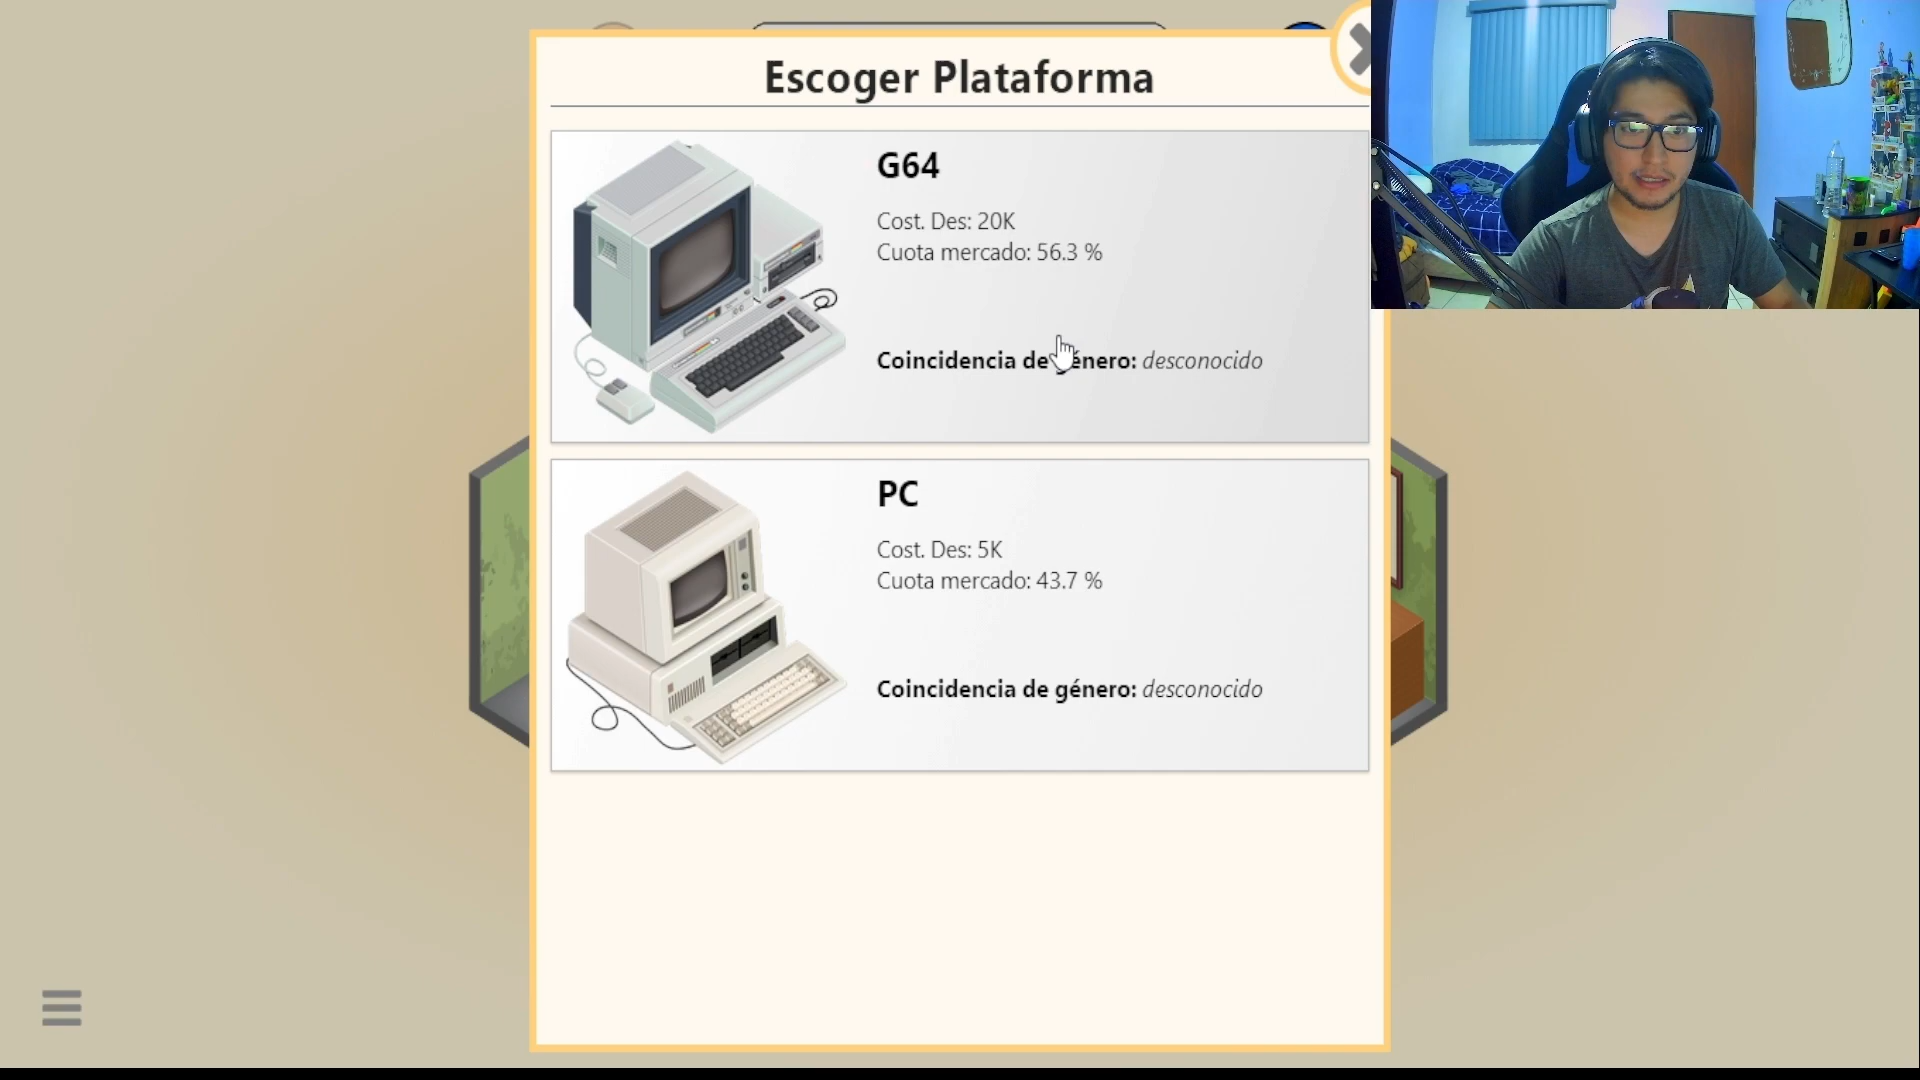 Escoger Plataforma
G64
Cost. Des: 20K
Cuota mercado: 56.3 %
Coincidencia de género: desconocido
PC
Cost. Des: 5K
Cuota mercado: 43.7 %
Coincidencia de género: desconocido